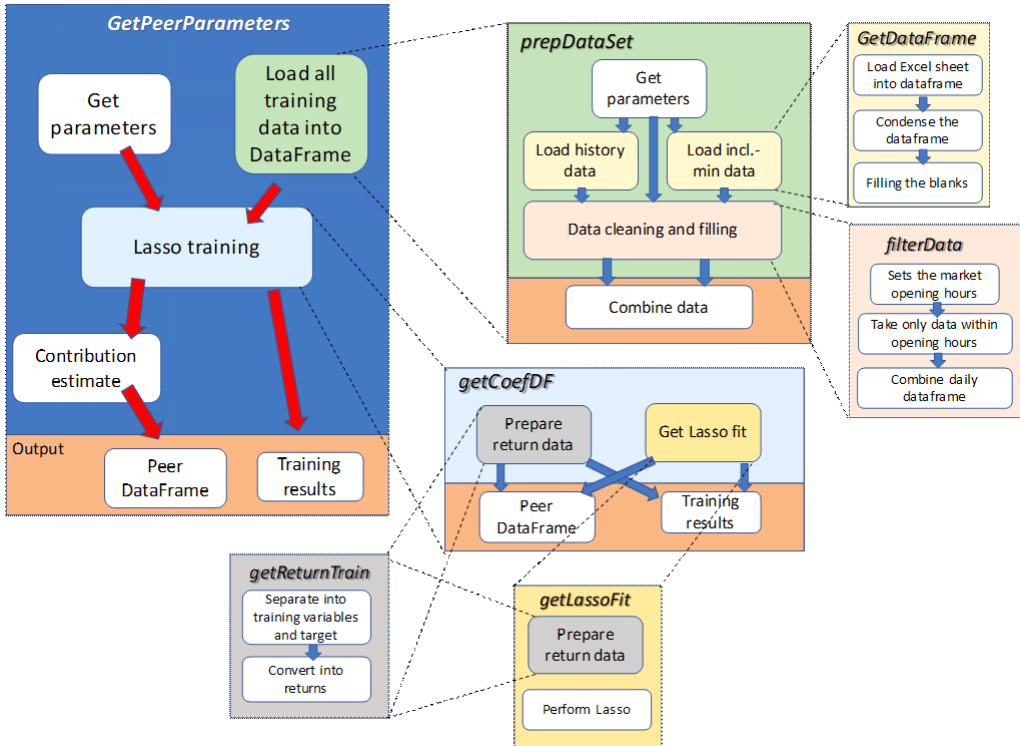 GetPeerParameters
Get
parameters
Load all
training
data into
DataFrame
Lasso training
Contribution
estimate
Output
Peer
DataFrame
Training
results
prepDataSet
Get
parameters
Load history
data
Load incl.-
min data
Data cleaning and filling
Combine data
GetDataFrame
Load Excel sheet
into dataframe
Condense the
dataframe
Filling the blanks
filterData
Sets the market
opening hours
Take only data within
opening hours
Combine daily
dataframe
getCoefDF
Prepare
return data
Get Lasso fit
Peer
DataFrame
Training
results
getReturnTrain
Separate into
training variables
and target
Convert into
returns
getLassoFit
Prepare
return data
Perform Lasso